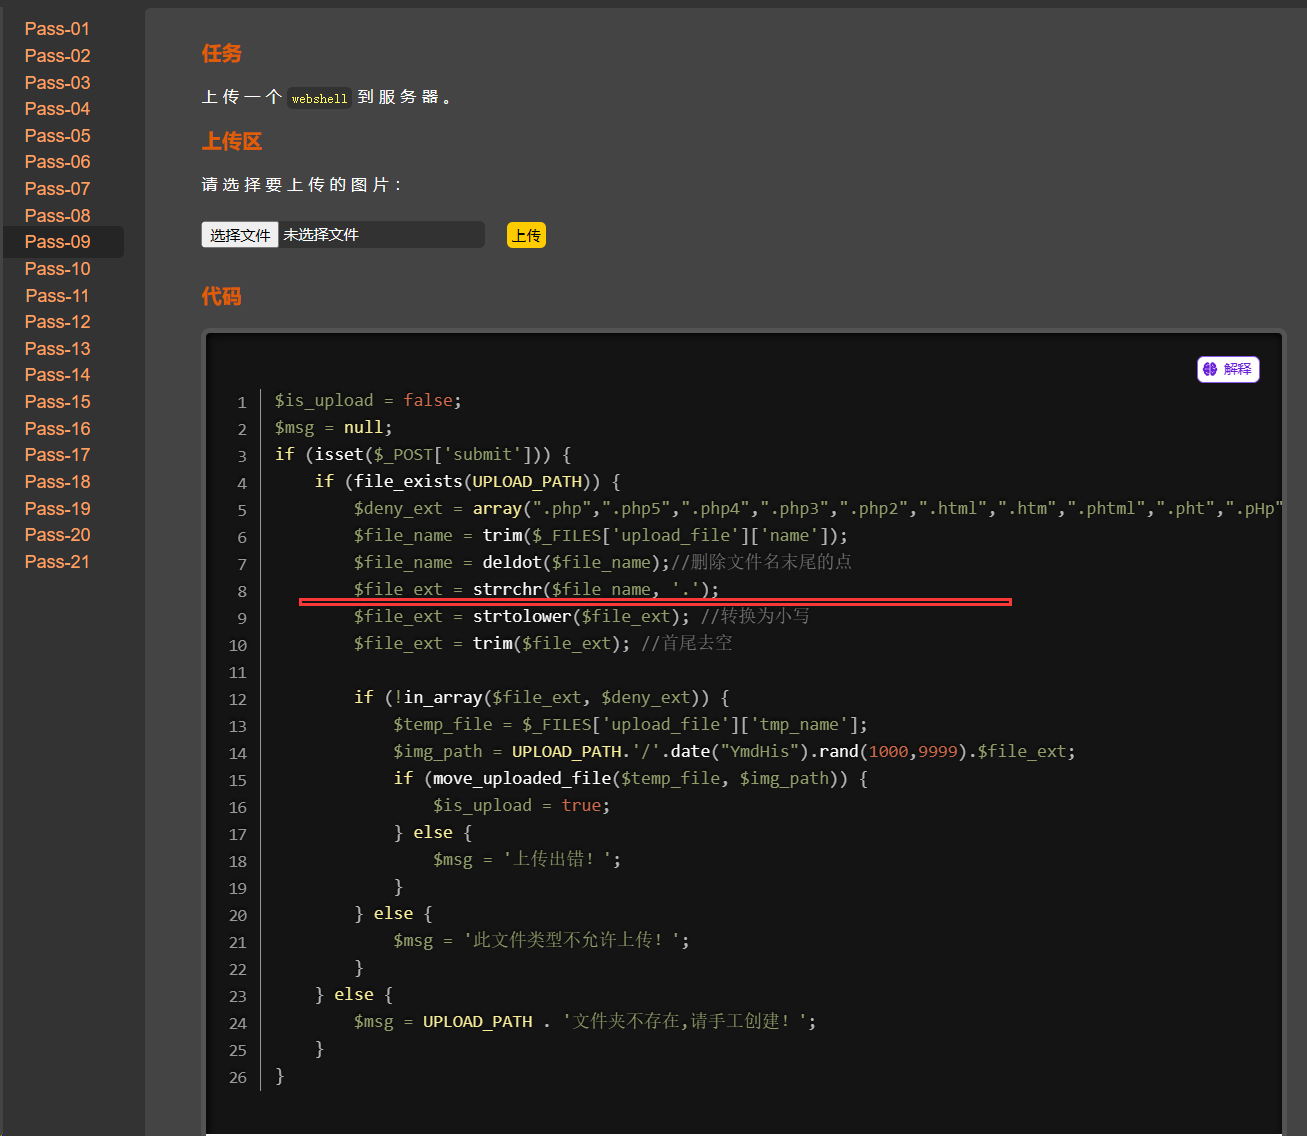 Pass-01
Pass-02
Pass-03
Pass-04
Pass-05
Pass-06
Pass-07
Pass-08
Pass-09
Pass-10
Pass-11
Pass-12
Pass-13
Pass-14
Pass-15
Pass-16
Pass-17
Pass-18
Pass-19
Pass-20
Pass-21
任务
上传一个 webshell 到服务器。
上传区
请选择要上传的图片：
选择文件 未选择文件 上传
代码
解释
1 $is_upload = false;
2 $msg = null;
3 if (isset($_POST['submit'])) {
4 if (file_exists(UPLOAD_PATH)) {
5 $deny_ext = array(".php",".php5",".php4",".php3",".php2",".html",".htm",".phtml",".pht",".pHp"
6 $file_name = trim($_FILES['upload_file']['name']);
7 $file_name = deldot($file_name);//删除文件名末尾的点
8 $file_ext = strrchr($file_name, '.');
9 $file_ext = strtolower($file_ext); //转换为小写
10 $file_ext = trim($file_ext); //首尾去空
11
12 if (!in_array($file_ext, $deny_ext)) {
13 $temp_file = $_FILES['upload_file']['tmp_name'];
14 $img_path = UPLOAD_PATH.'/'.date("YmdHis").rand(1000,9999).$file_ext;
15 if (move_uploaded_file($temp_file, $img_path)) {
16 $is_upload = true;
17 } else {
18 $msg = '上传出错！';
19 }
20 } else {
21 $msg = '此文件类型不允许上传！';
22 }
23 } else {
24 $msg = UPLOAD_PATH . '文件夹不存在,请手工创建！';
25 }
26 }